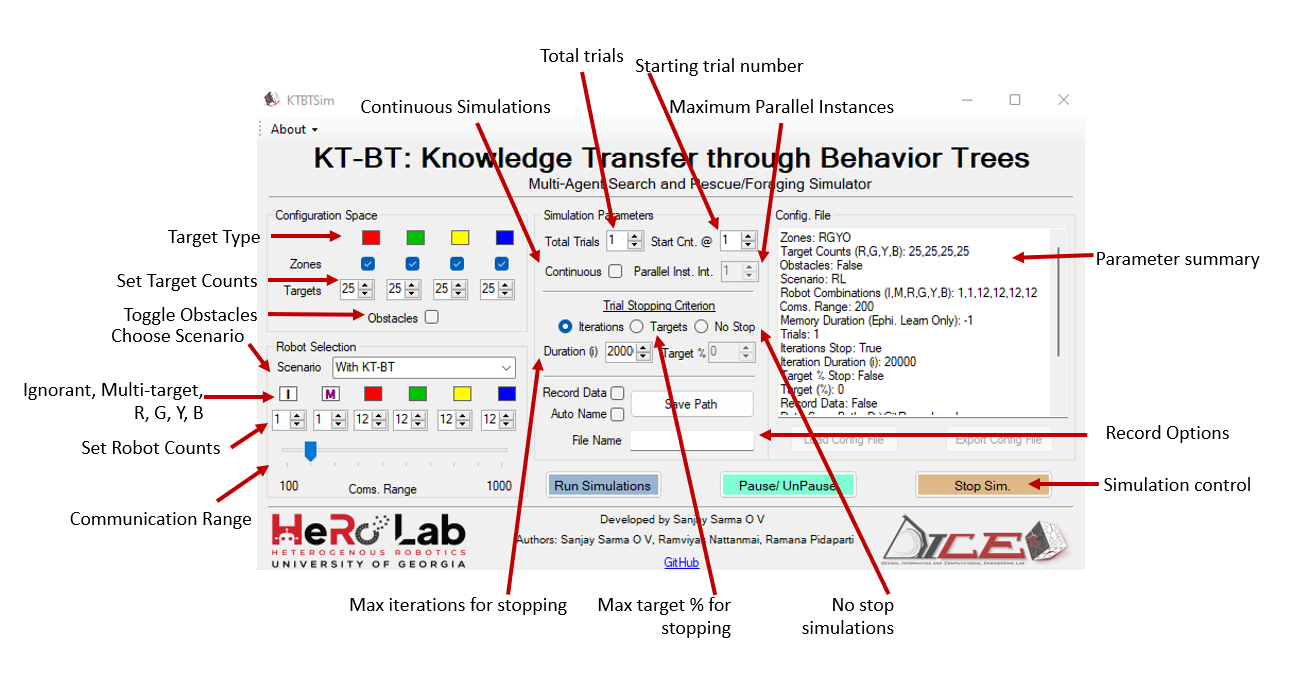 Total trials
Starting trial number
Continuous Simulations
Maximum Parallel Instances
KTBTSim
About
KT-BT: Knowledge Transfer through Behavior Trees
Multi-Agent Search and Rescue/Foraging Simulator
Target Type
Set Target Counts
Toggle Obstacles
Choose Scenario
Ignorant, Multi-target,
R, G, Y, B
Set Robot Counts
Communication Range
Configuration Space
Zones
Targets 25 25 25 25
Obstacles
Robot Selection
Scenario With KT-BT
I M
1 1 12 12 12 12
100 Coms. Range 1000
Simulation Parameters
Total Trials 1 Start Cnt. @ 1
Continuous Parallel Inst. Int. 1
Trial Stopping Criterion
Iterations Targets No Stop
Duration (i) 2000 Target % 0
Record Data
Auto Name
Save Path
File Name
Config. File
Zones: RGYO
Target Counts (R,G,Y,B): 25,25,25,25
Obstacles: False
Scenario: RL
Robot Combinations (I,M,R,G,Y,B): 1,1,12,12,12,12
Coms. Range: 200
Memory Duration (Ephi. Learn Only): -1
Trials: 1
Iterations Stop: True
Iteration Duration (i): 20000
Target % Stop: False
Target (%): 0
Record Data: False
Load Config File Export Config File
Parameter summary
Record Options
Simulation control
Run Simulations Pause/ UnPause Stop Sim.
HeRo Lab
HETEROGENOUS ROBOTICS
UNIVERSITY OF GEORGIA
Developed by Sanjay Sarma O V
Authors: Sanjay Sarma O V, Ramviyas Nattanmai, Ramana Pidaparti
GitHub
DICE
Design, Informatics and Computational Engineering Lab
Max iterations for stopping
Max target % for
stopping
No stop
simulations